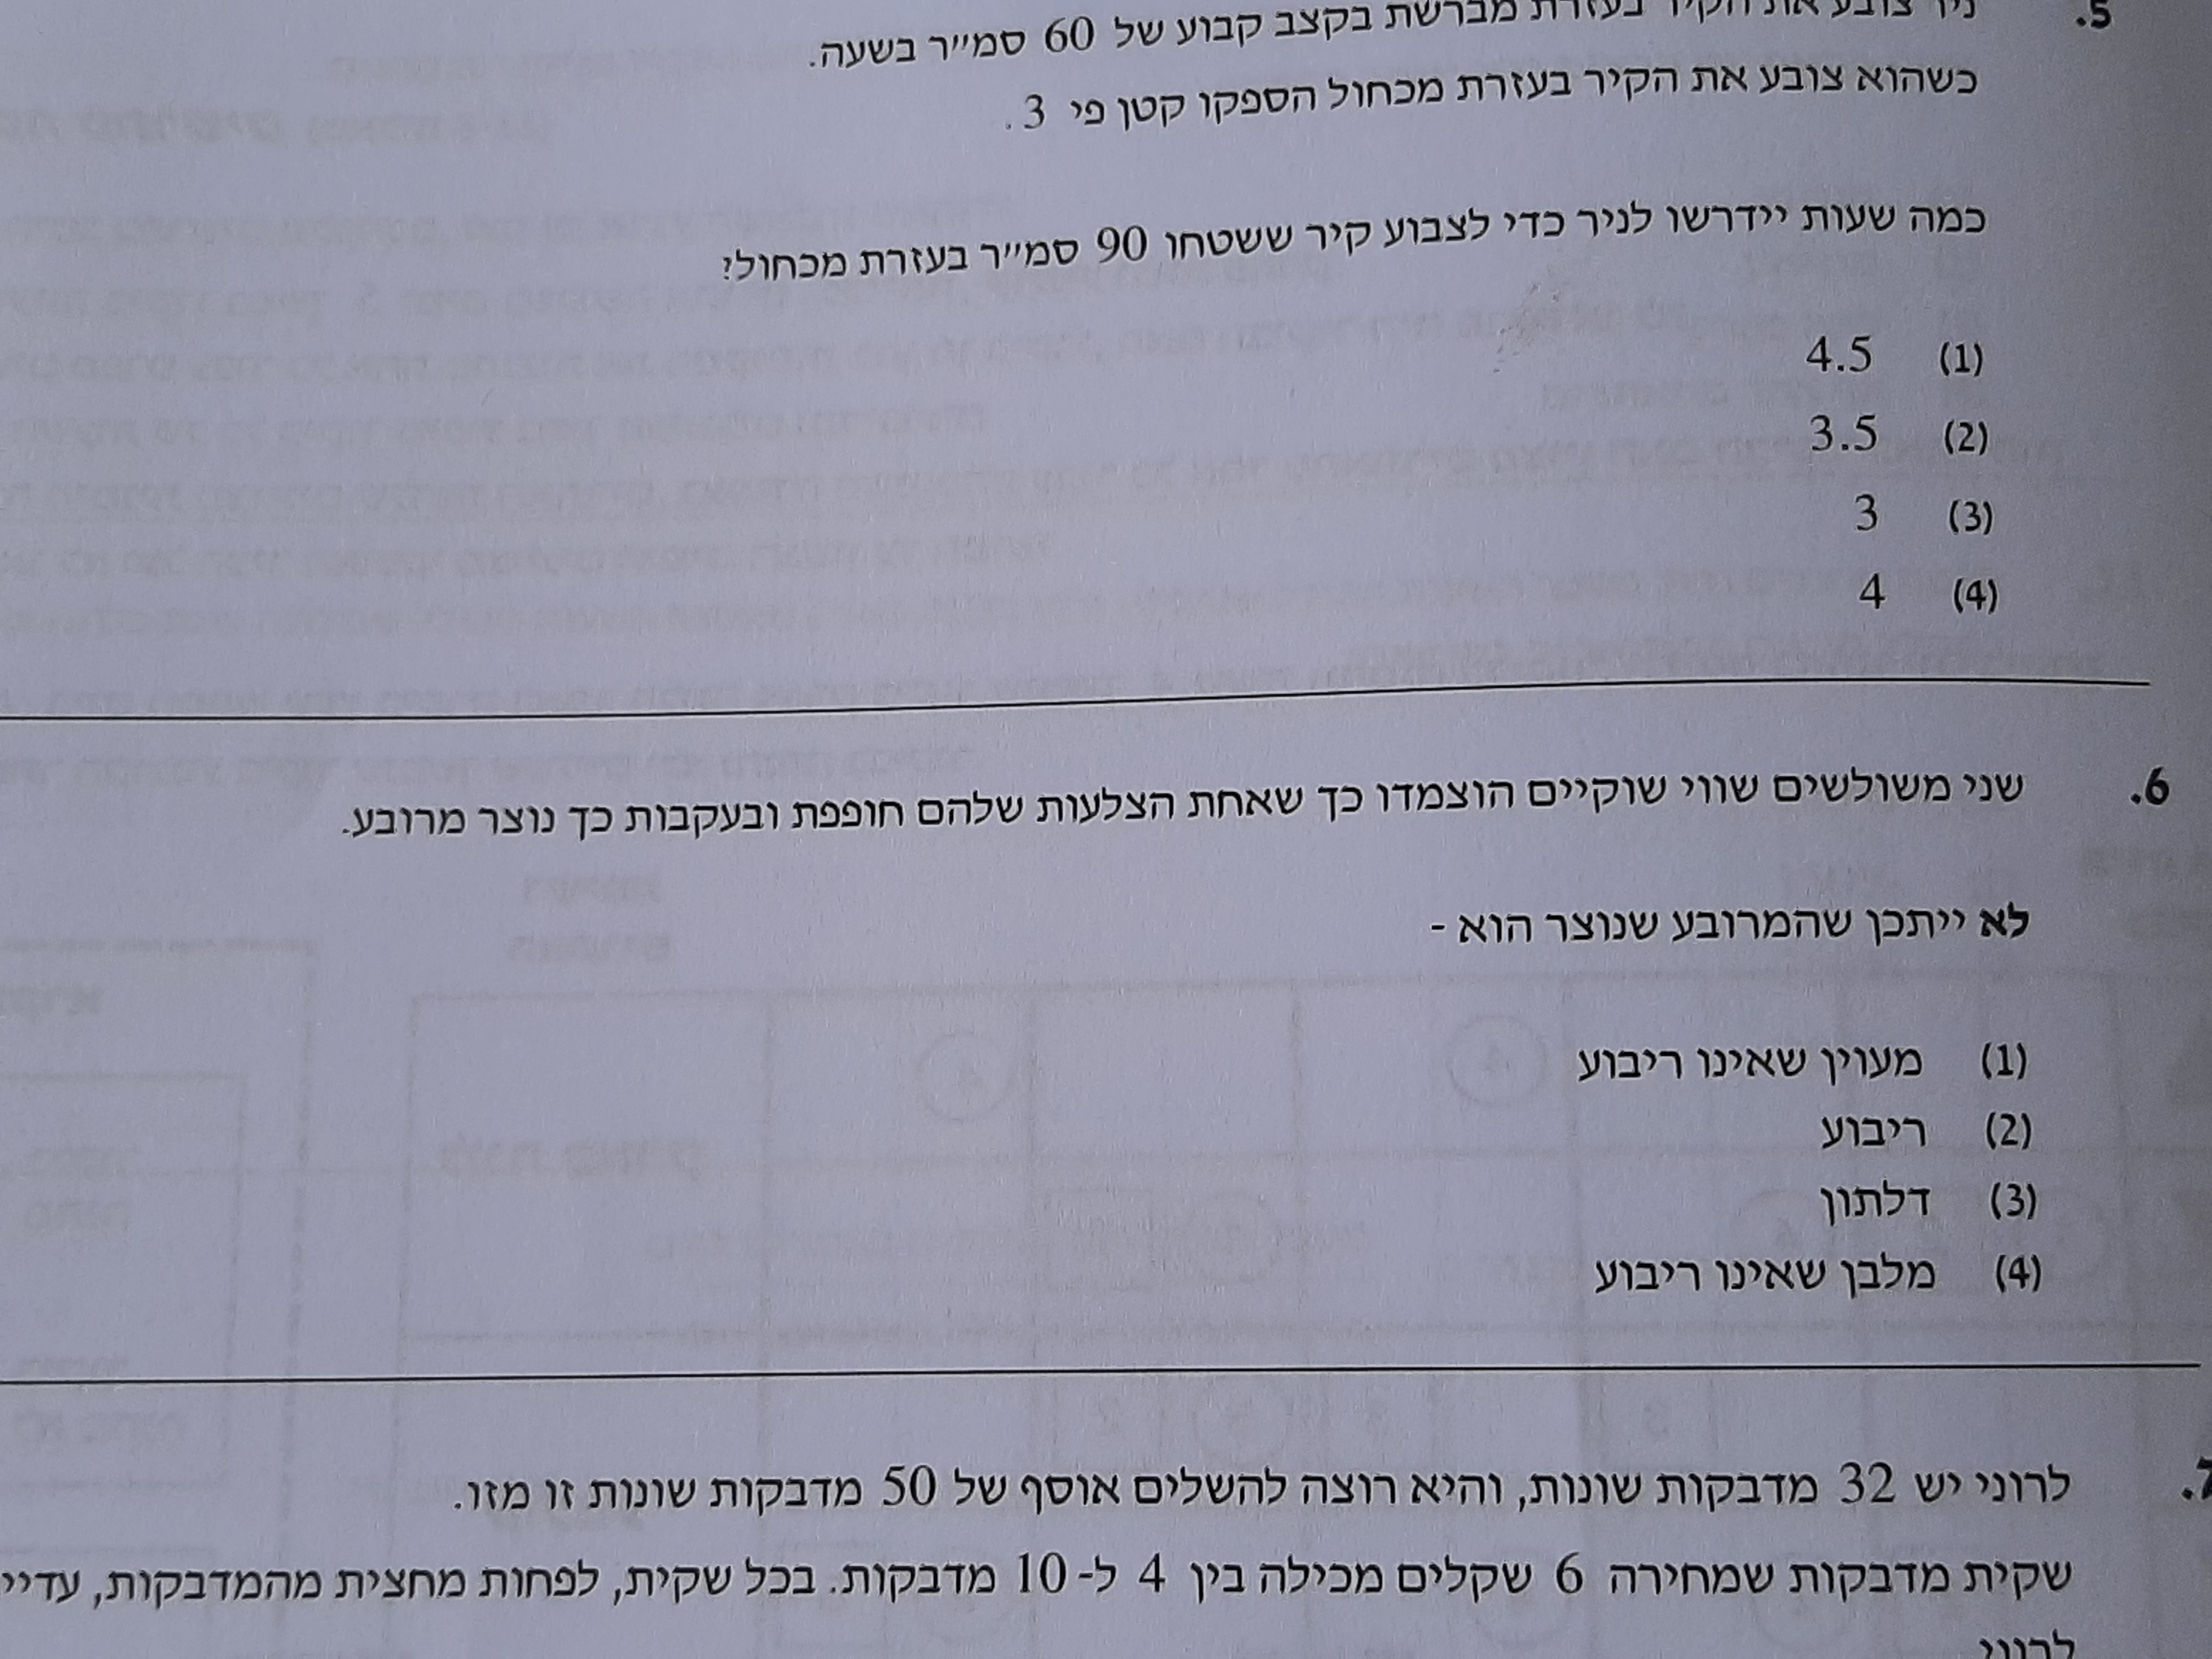 5. ניר צובע את הקיר בעזרת מברשת בקצב קבוע של 60 סמ״ר בשעה.
כשהוא צובע את הקיר בעזרת מכחול הספקו קטן פי 3.
כמה שעות יידרשו לניר כדי לצבוע קיר ששטחו 90 סמ״ר בעזרת מכחול?
(1) 4.5
(2) 3.5
(3) 3
(4) 4
6. שני משולשים שווי שוקיים הוצמדו כך שאחת הצלעות שלהם חופפת ובעקבות כך נוצר מרובע.
לא ייתכן שהמרובע שנוצר הוא -
(1) מעוין שאינו ריבוע
(2) ריבוע
(3) דלתון
(4) מלבן שאינו ריבוע
7. לרוני יש 32 מדבקות שונות, והיא רוצה להשלים אוסף של 50 מדבקות שונות זו מזו.
שקית מדבקות שמחירה 6 שקלים מכילה בין 4 ל-10 מדבקות. בכל שקית, לפחות מחצית מהמדבקות, עדיי
לרוני